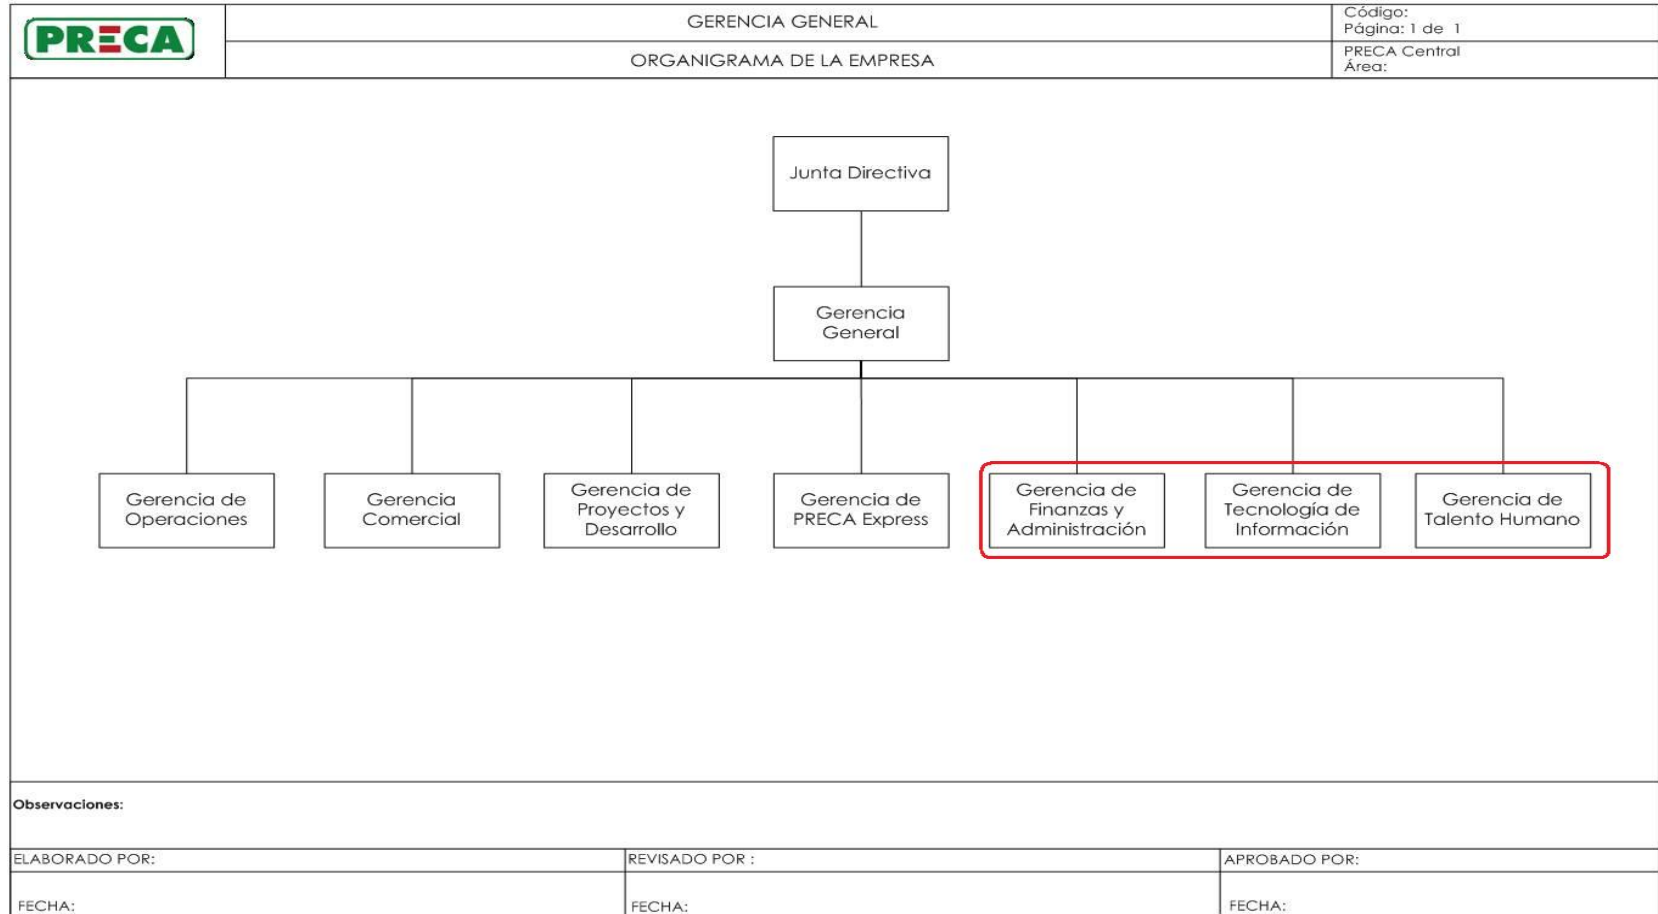 PRECA
GERENCIA GENERAL
ORGANIGRAMA DE LA EMPRESA
Código:
Página: 1 de 1
PRECA Central
Área:
Junta Directiva
Gerencia
General
Gerencia de
Operaciones
Gerencia
Comercial
Gerencia de
Proyectos y
Desarrollo
Gerencia de
PRECA Express
Gerencia de
Finanzas y
Administración
Gerencia de
Tecnología de
Información
Gerencia de
Talento Humano
Observaciones:
ELABORADO POR:
REVISADO POR :
APROBADO POR:
FECHA:
FECHA:
FECHA: